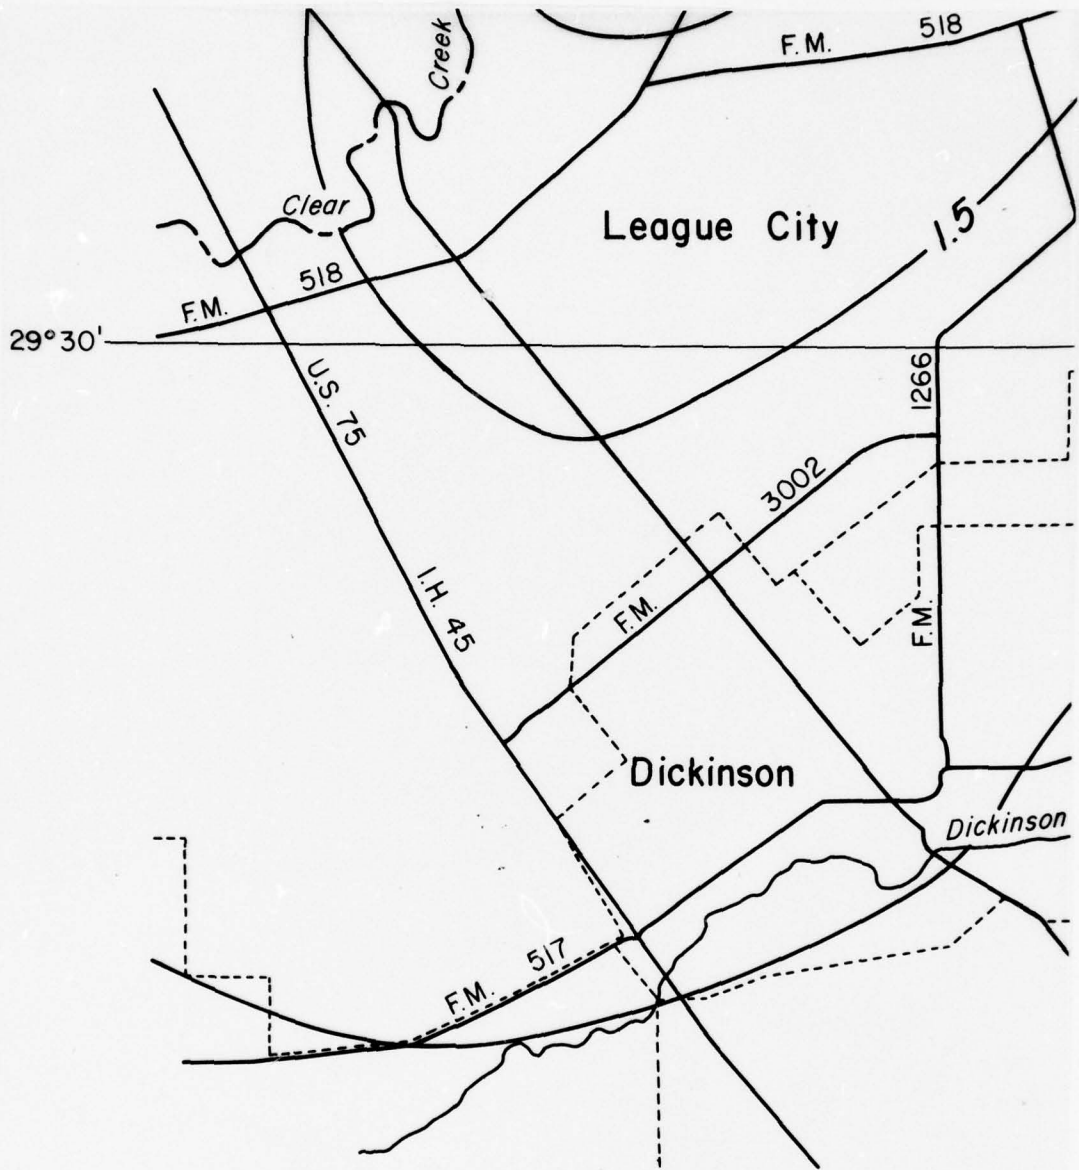 Creek
F.M. 518
Clear
League City
1.5
F.M. 518
29°30'
U.S. 75
1266
3002
I.H. 45
F.M.
F.M.
Dickinson
Dickinson
517
F.M.